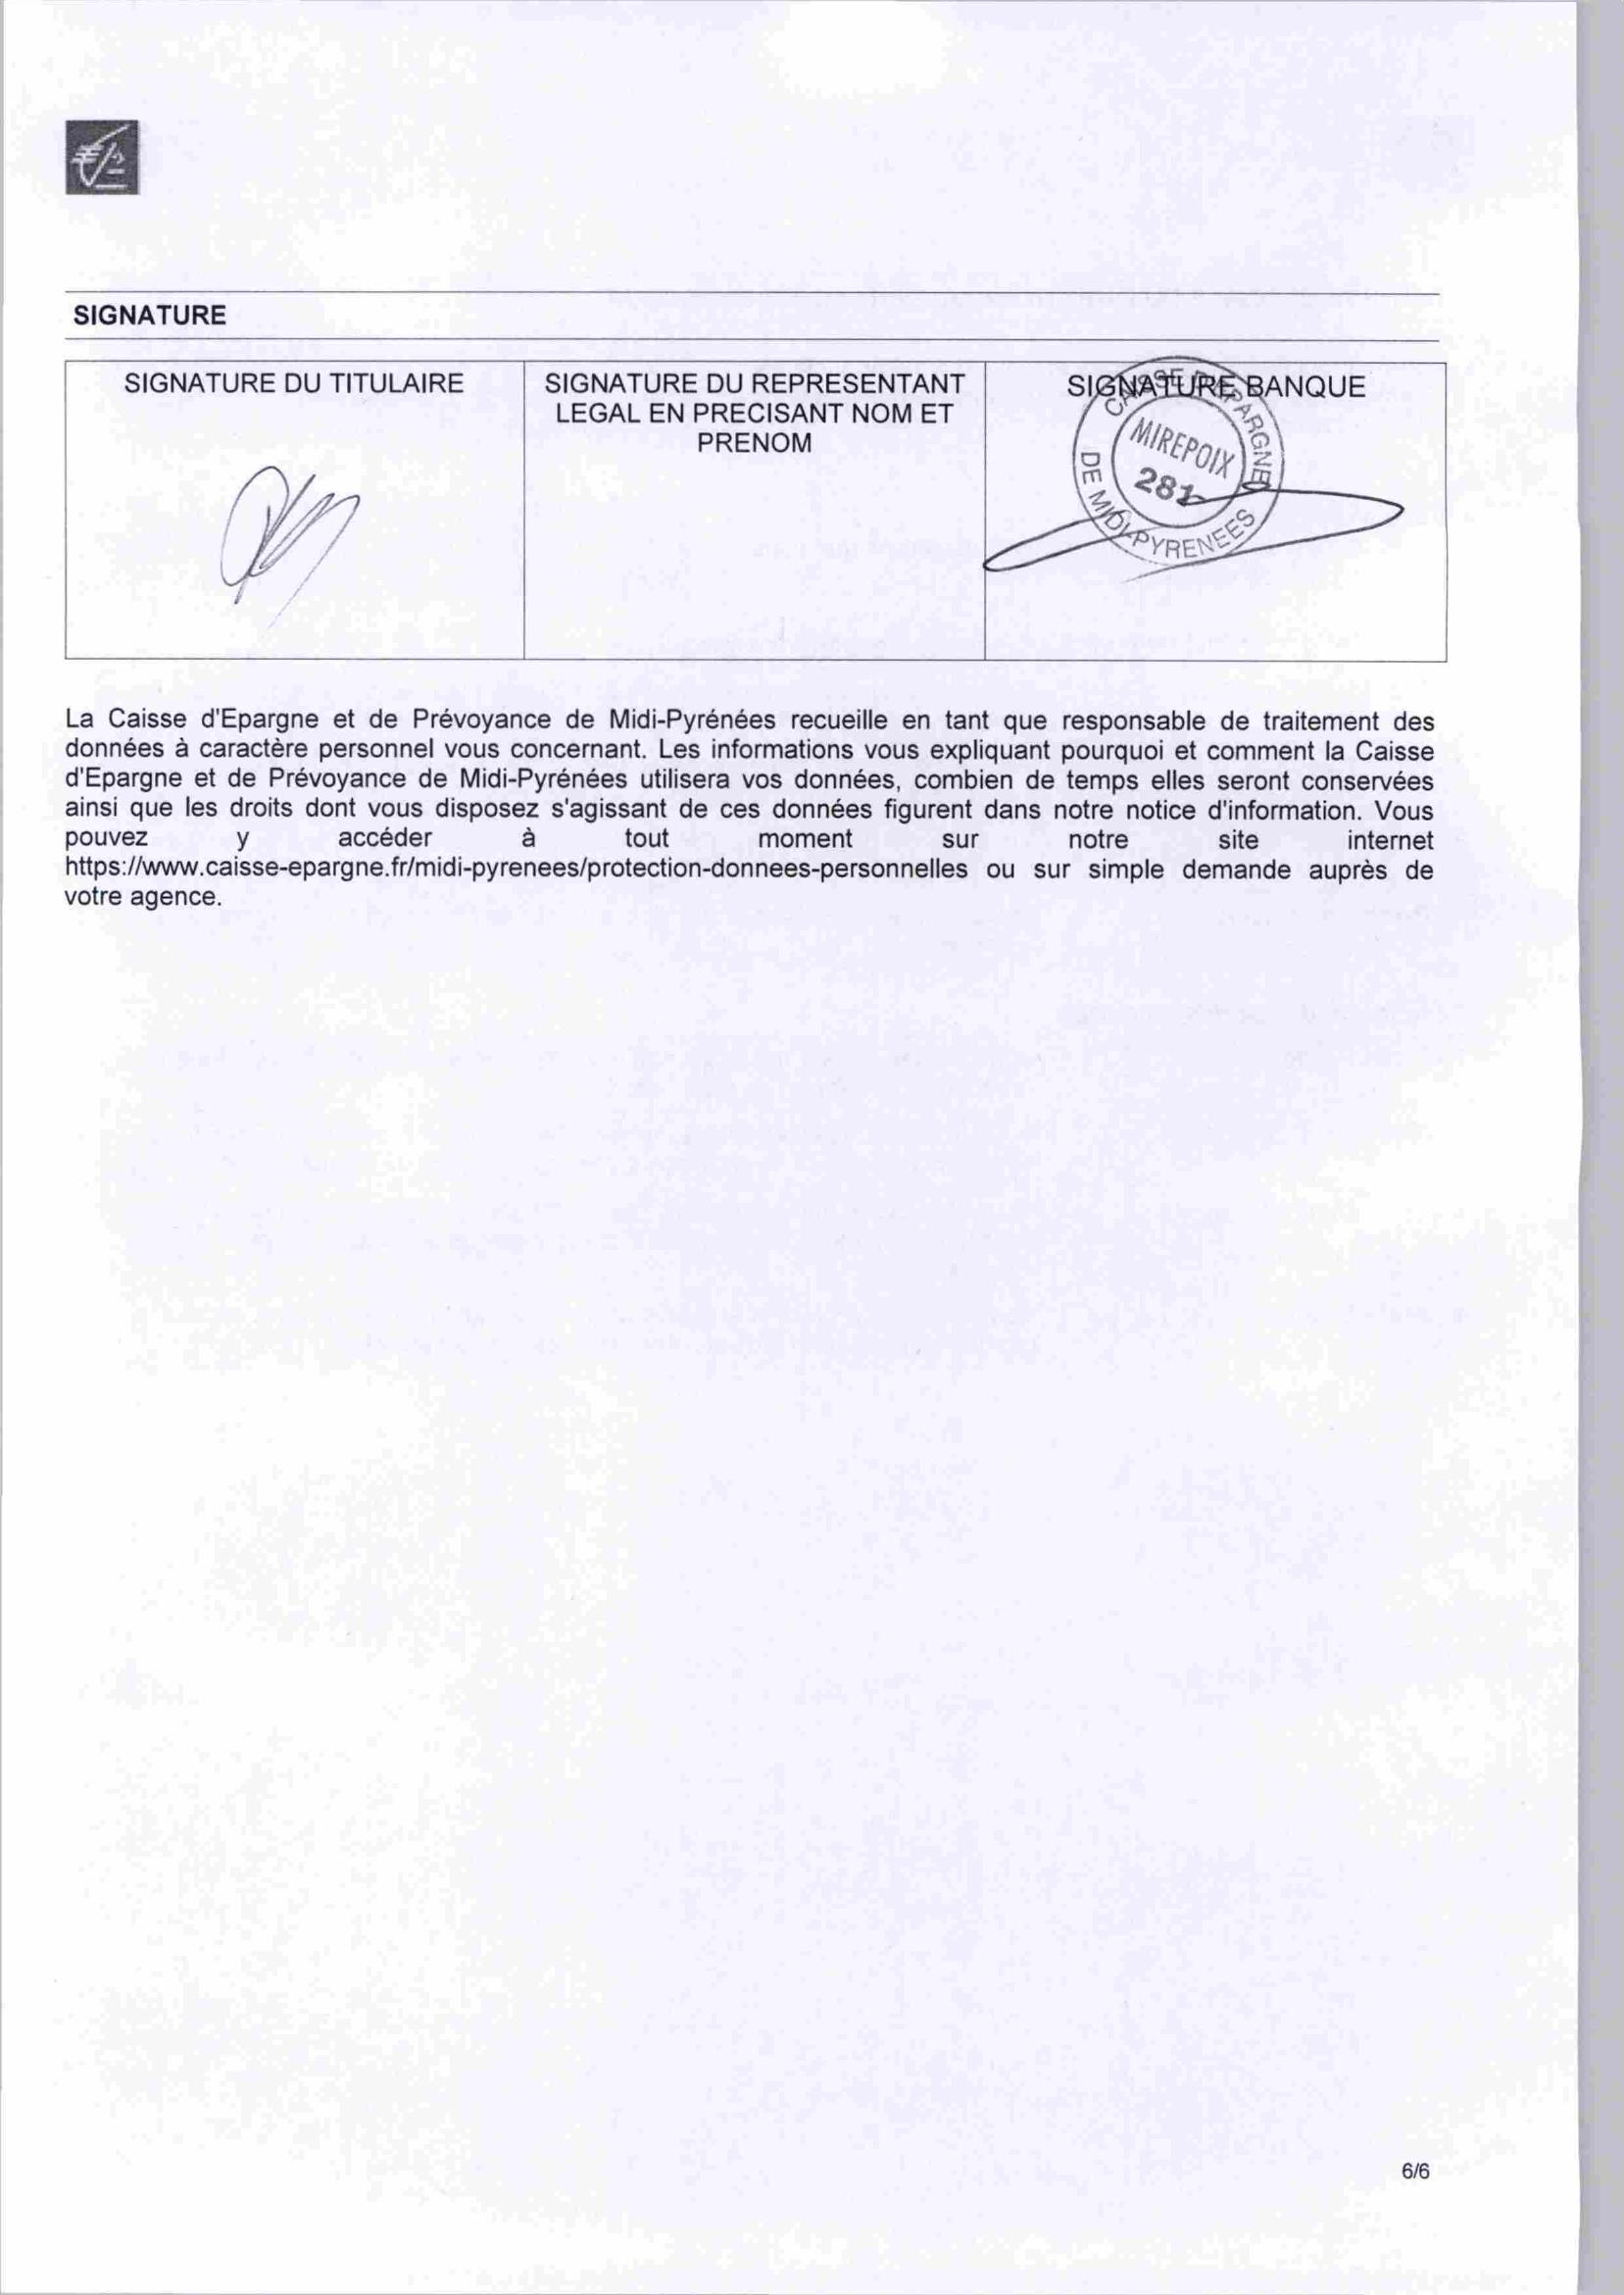 SIGNATURE
SIGNATURE DU TITULAIRE
SIGNATURE DU REPRESENTANT
LEGAL EN PRECISANT NOM ET
PRENOM
SIGNATURE BANQUE
CAISSE D'EPARGNE
DE MIDI-PYRENEES
MIREPOIX
281
La Caisse d'Epargne et de Prévoyance de Midi-Pyrénées recueille en tant que responsable de traitement des
données à caractère personnel vous concernant. Les informations vous expliquant pourquoi et comment la Caisse
d'Epargne et de Prévoyance de Midi-Pyrénées utilisera vos données, combien de temps elles seront conservées
ainsi que les droits dont vous disposez s'agissant de ces données figurent dans notre notice d'information. Vous
pouvez y accéder à tout moment sur notre site internet
https://www.caisse-epargne.fr/midi-pyrenees/protection-donnees-personnelles ou sur simple demande auprès de
votre agence.
6/6